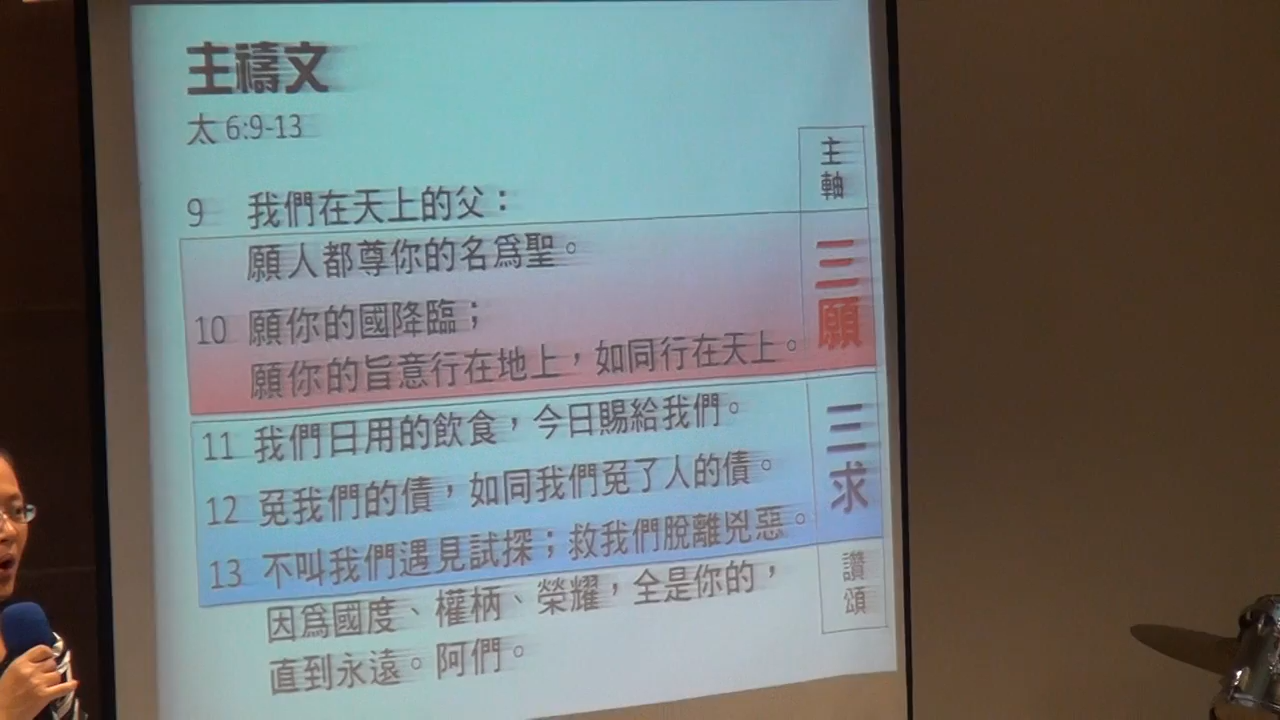 主禱文
太 6:9-13
主軸
9 我們在天上的父：
願人都尊你的名為聖。
三願
10 願你的國降臨；
願你的旨意行在地上，如同行在天上。
11 我們日用的飲食，今日賜給我們。
三求
12 免我們的債，如同我們免了人的債。
13 不叫我們遇見試探；救我們脫離兇惡。
讚頌
因為國度、權柄、榮耀，全是你的，
直到永遠。阿們。